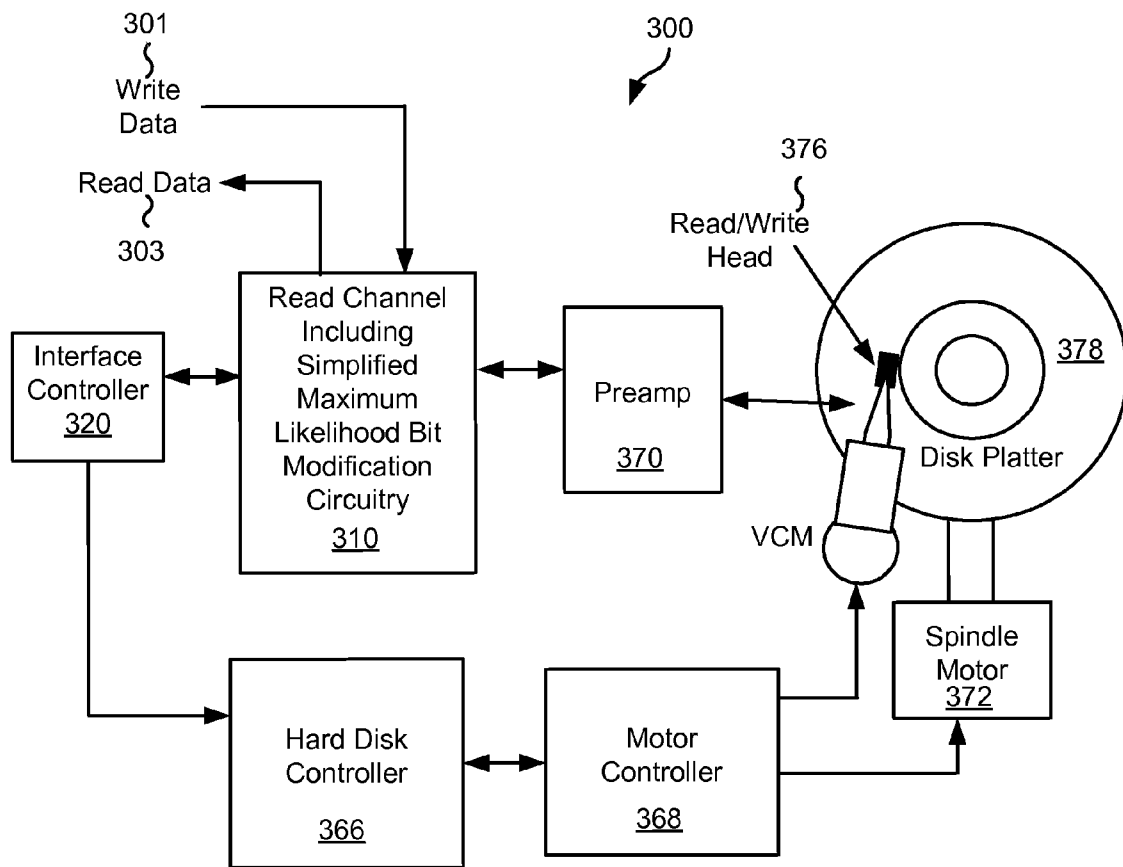 301
Write
Data
300
Read Data
303
376
Read/Write
Head
Interface
Controller
320
Read Channel
Including
Simplified
Maximum
Likelihood Bit
Modification
Circuitry
310
Preamp
370
378
Disk Platter
VCM
Spindle
Motor
372
Hard Disk
Controller
366
Motor
Controller
368